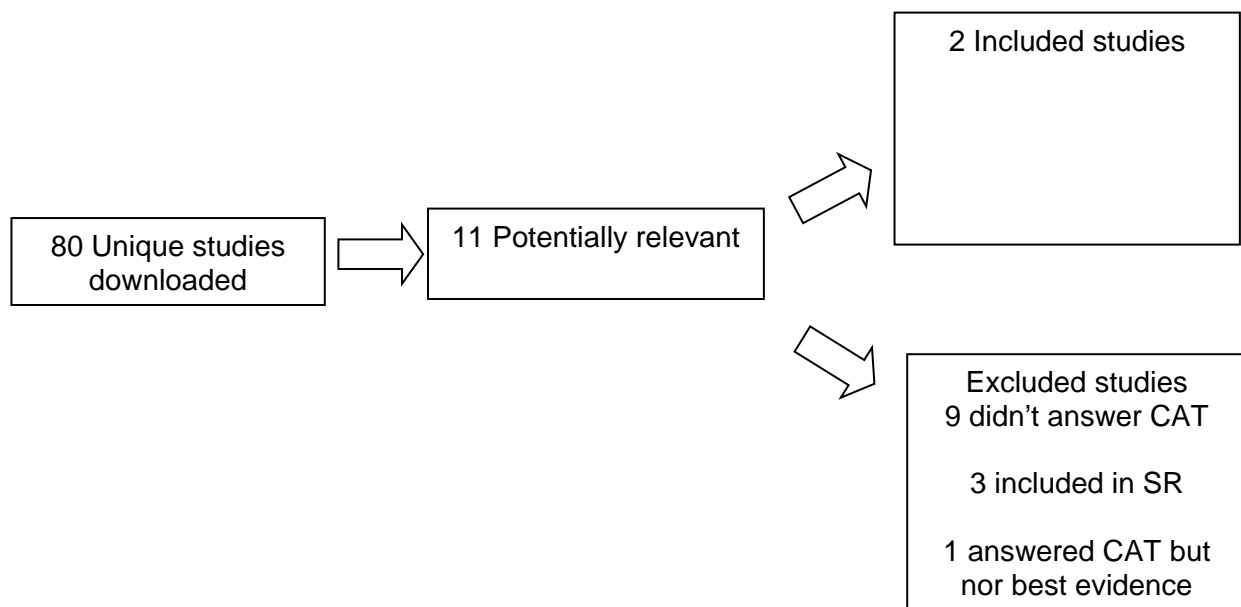 80 Unique studies
downloaded
11 Potentially relevant
2 Included studies
Excluded studies
9 didn’t answer CAT
3 included in SR
1 answered CAT but
nor best evidence